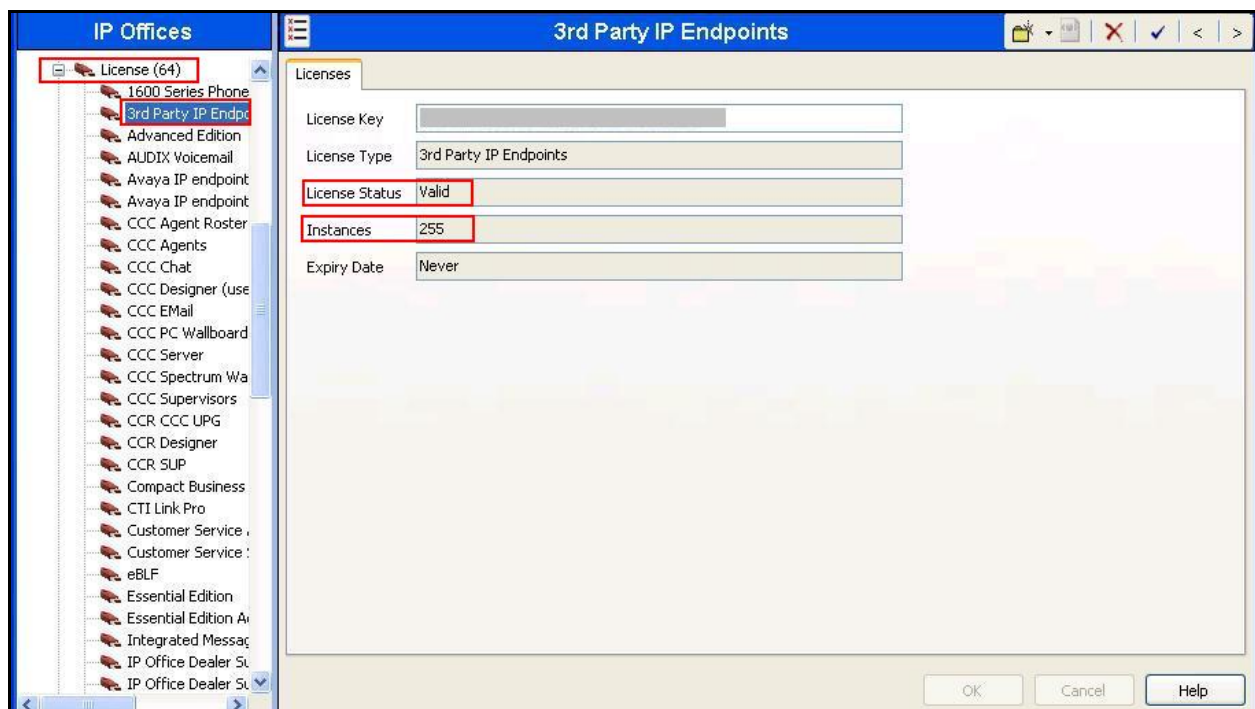 IP Offices
License (64)
1600 Series Phone
3rd Party IP Endpo
Advanced Edition
AUDIX Voicemail
Avaya IP endpoint
Avaya IP endpoint
CCC Agent Roster
CCC Agents
CCC Chat
CCC Designer (use
CCC EMail
CCC PC Wallboard
CCC Server
CCC Spectrum Wa
CCC Supervisors
CCR CCC UPG
CCR Designer
CCR SUP
Compact Business
CTI Link Pro
Customer Service
Customer Service
eBLF
Essential Edition
Essential Edition A
Integrated Messag
IP Office Dealer Su
IP Office Dealer Su
3rd Party IP Endpoints
Licenses
License Key
License Type 3rd Party IP Endpoints
License Status Valid
Instances 255
Expiry Date Never
OK Cancel Help